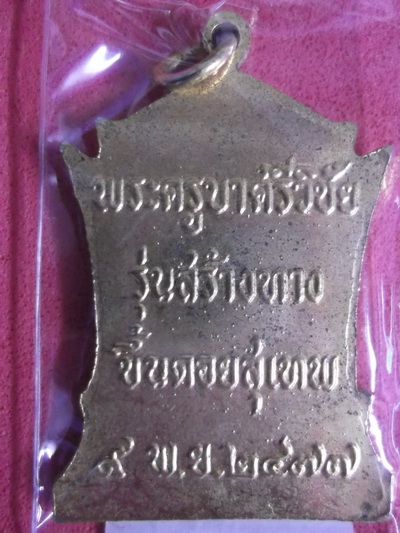 พระครูบาศรีวิชัย
รุ่นสร้างทาง
ขึ้นดอยสุเทพ
๙ พ.ย.๒๔๗๗